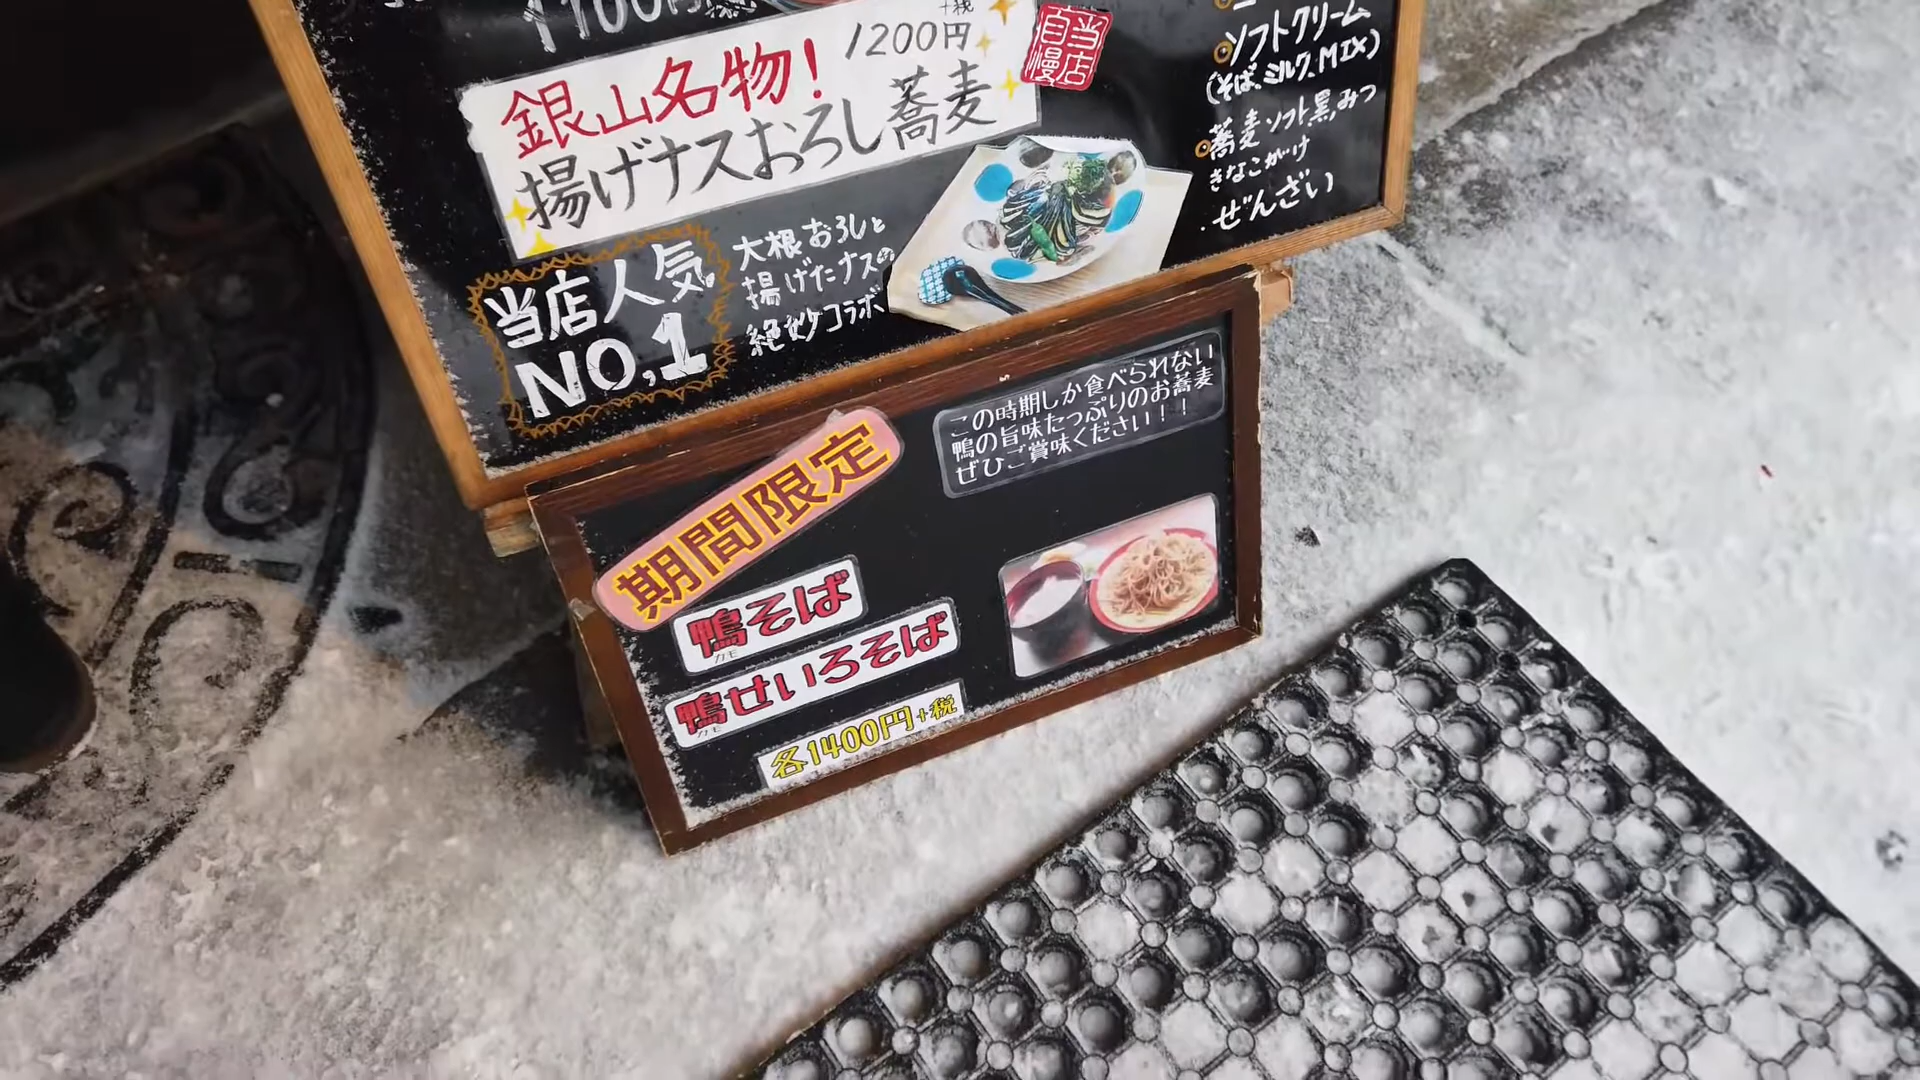 1100円
銀山名物! 1200円
+税
揚げナスおろし蕎麦
当店
自慢
当店人気
NO,1
大根おろしと
揚げたナスの
絶妙コラボ
ソフトクリーム
(そば、ミルク、MIX)
蕎麦ソフト黒みつ
きなこがけ
ぜんざい
期間限定
この時期しか食べられない
鴨の旨味たっぷりのお蕎麦
ぜひご賞味ください！！
鴨そば
カモ
鴨せいろそば
カモ
各1400円+税